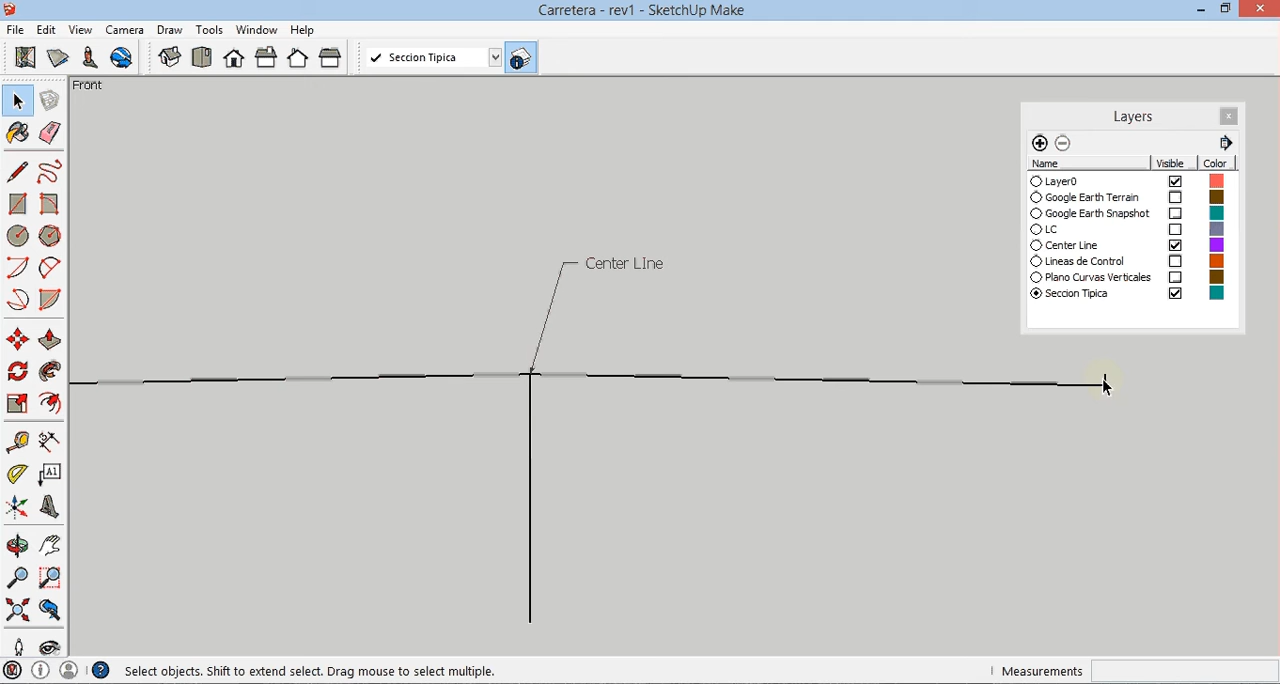 Carretera - rev1 - SketchUp Make
File Edit View Camera Draw Tools Window Help
Seccion Tipica
Front
Layers
Name Visible Color
Layer0
Google Earth Terrain
Google Earth Snapshot
LC
Center Line
Lineas de Control
Plano Curvas Verticales
Seccion Tipica
Center LIne
A1
Select objects. Shift to extend select. Drag mouse to select multiple.
Measurements